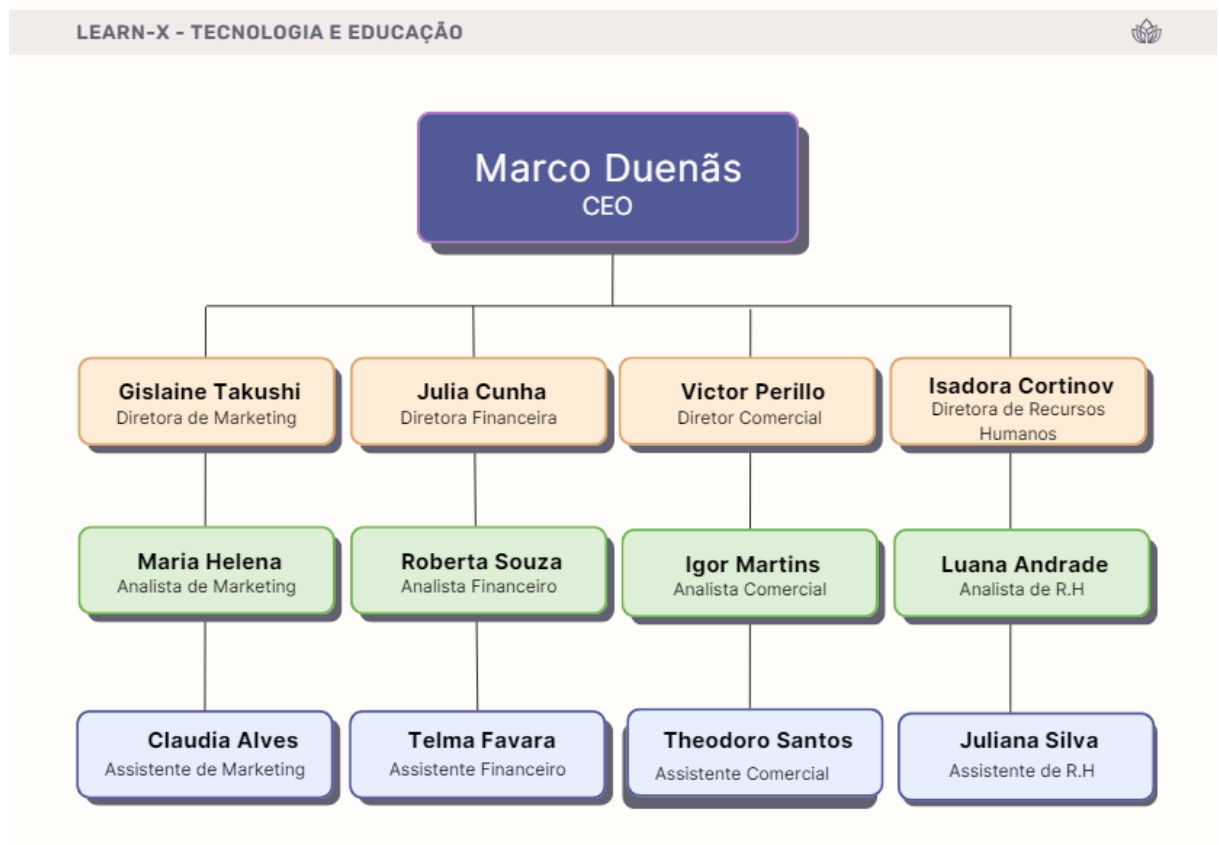 LEARN-X - TECNOLOGIA E EDUCAÇÃO
Marco Duenãs
CEO
Gislaine Takushi
Diretora de Marketing
Julia Cunha
Diretora Financeira
Victor Perillo
Diretor Comercial
Isadora Cortinov
Diretora de Recursos
Humanos
Maria Helena
Analista de Marketing
Roberta Souza
Analista Financeiro
Igor Martins
Analista Comercial
Luana Andrade
Analista de R.H
Claudia Alves
Assistente de Marketing
Telma Favara
Assistente Financeiro
Theodoro Santos
Assistente Comercial
Juliana Silva
Assistente de R.H